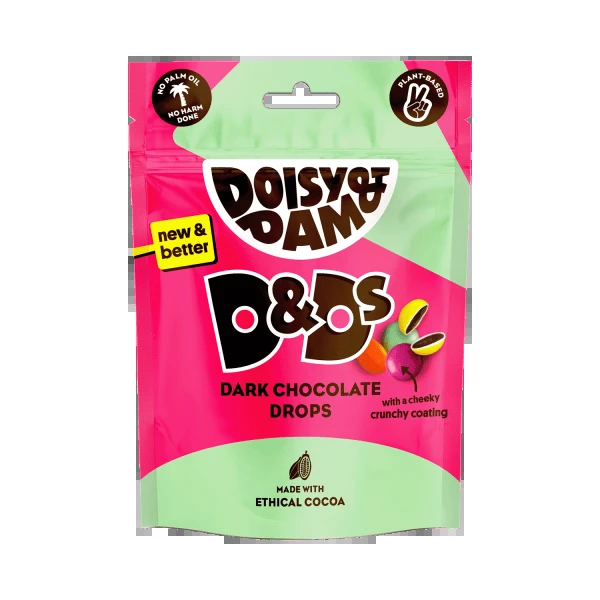 NO PALM OIL
NO HARM
DONE
PLANT-BASED
DOISY &
DAM
new &
better
D&Ds
DARK CHOCOLATE
DROPS
with a cheeky
crunchy coating
MADE WITH
ETHICAL COCOA